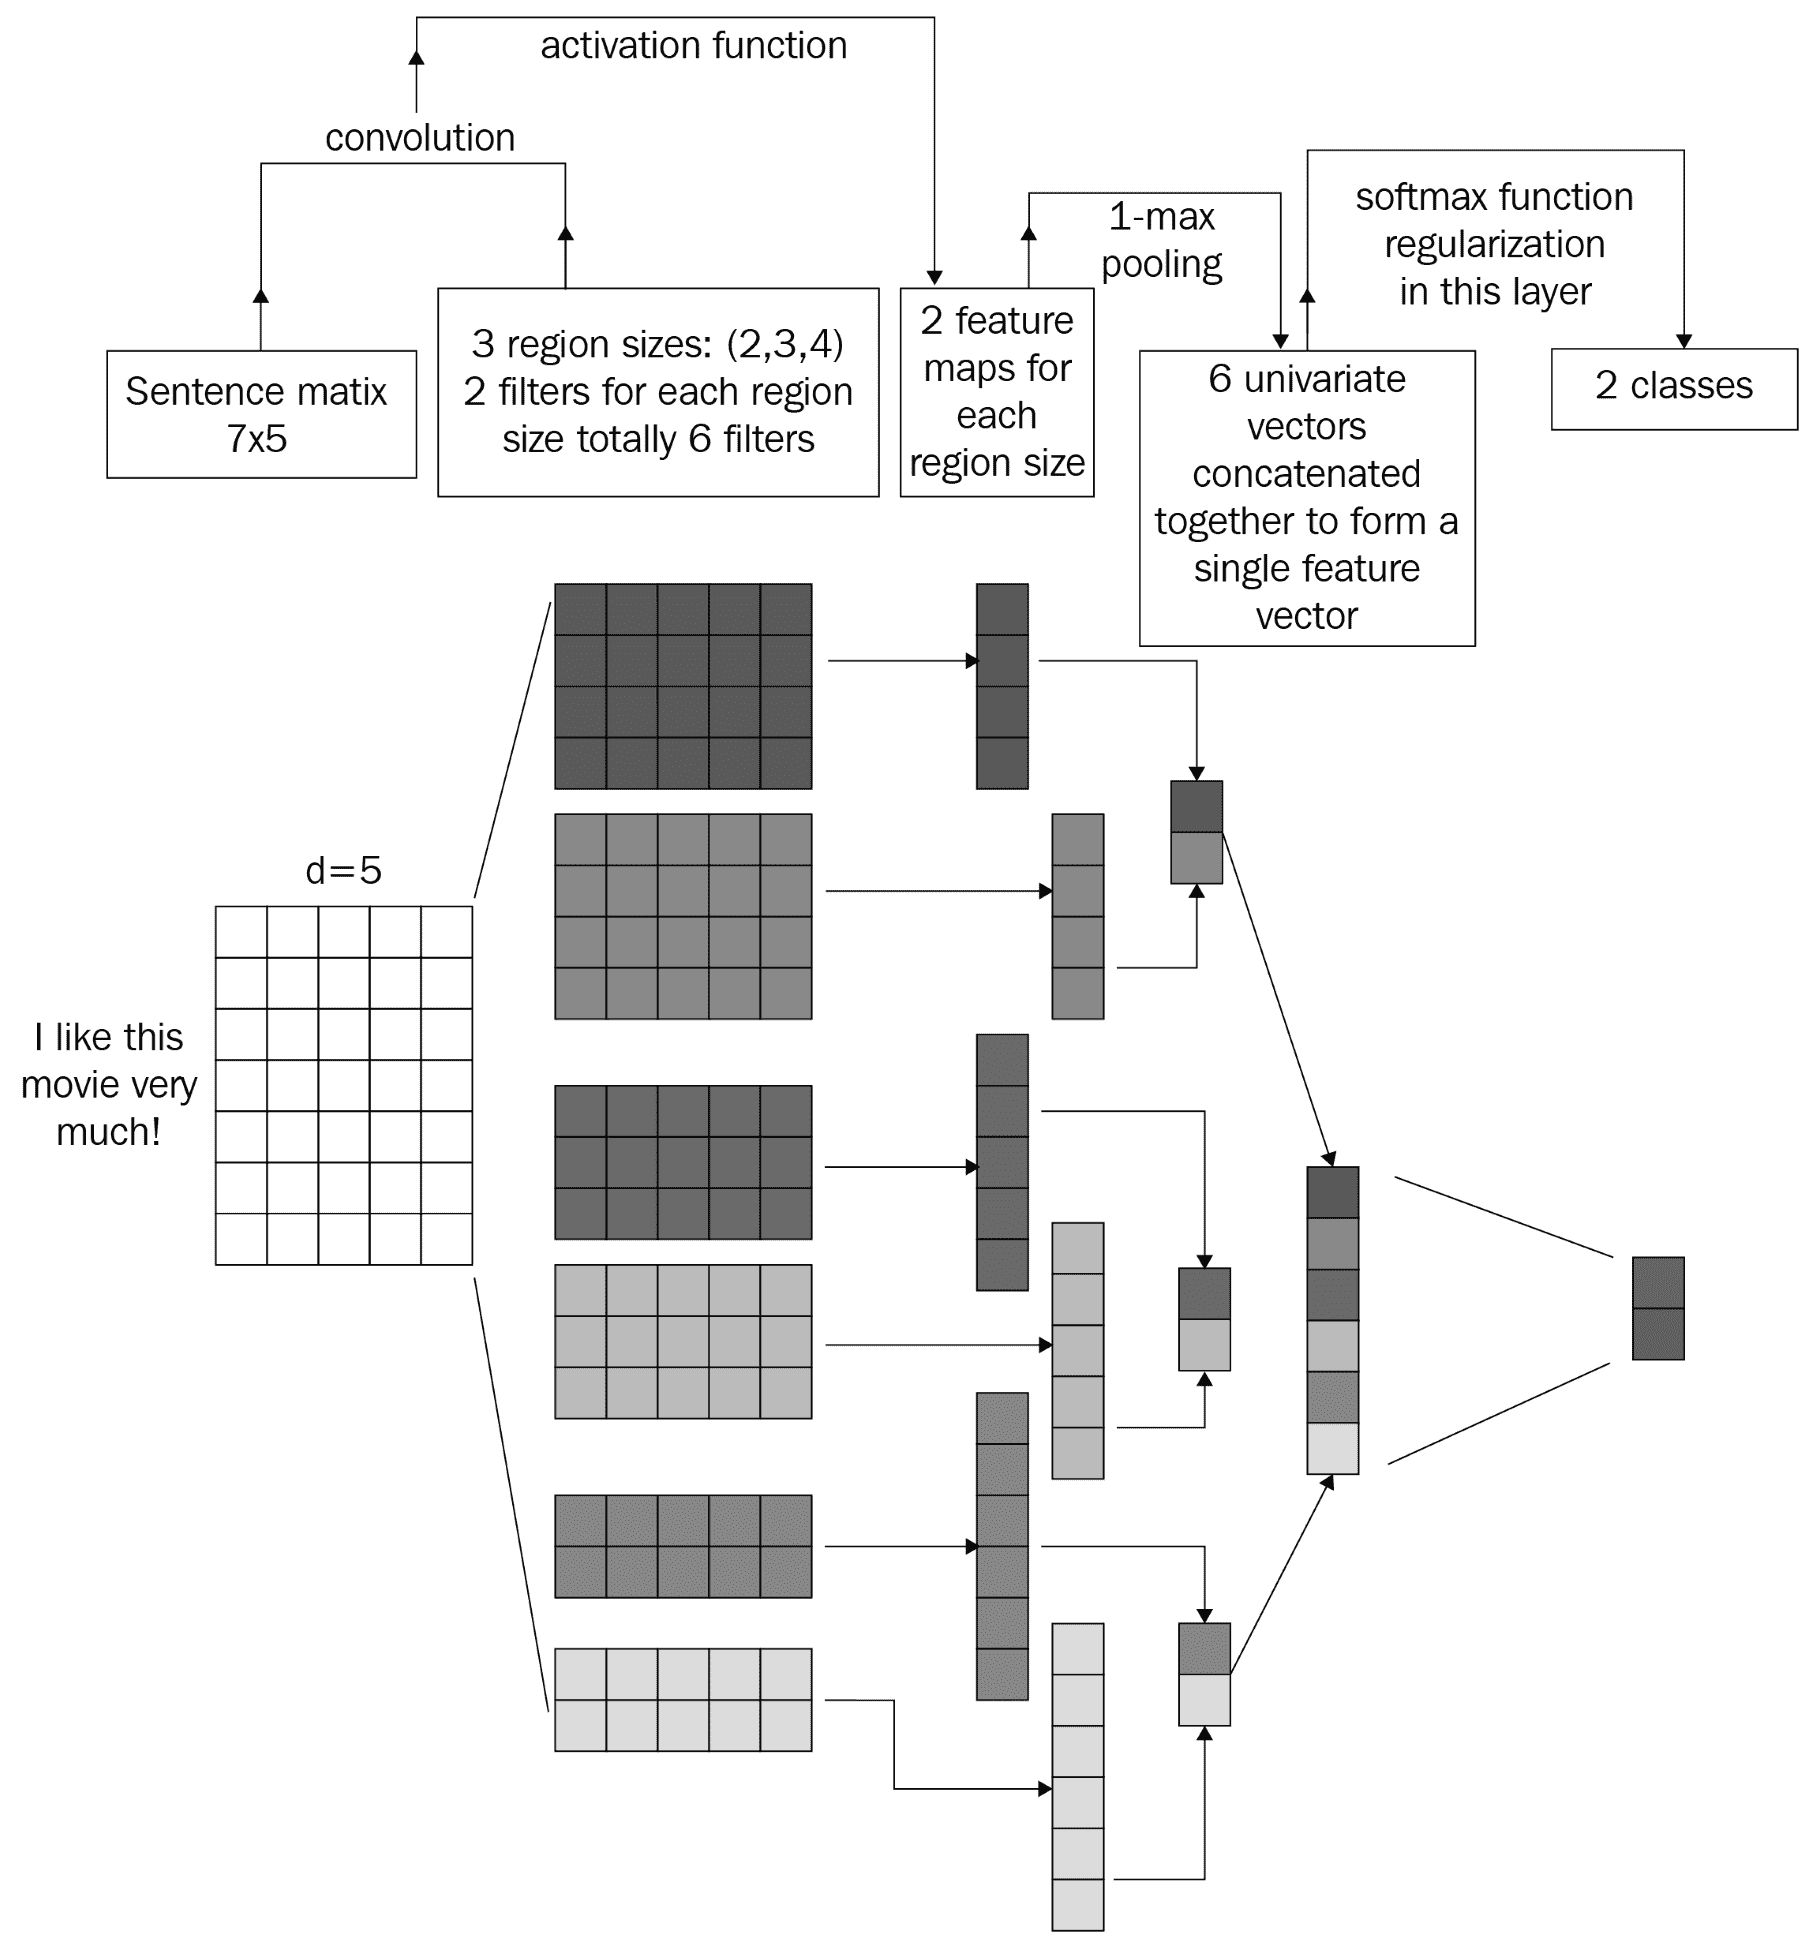 activation function
convolution
1-max
pooling
softmax function
regularization
in this layer
Sentence matix
7x5
3 region sizes: (2,3,4)
2 filters for each region
size totally 6 filters
2 feature
maps for
each
region size
6 univariate
vectors
concatenated
together to form a
single feature
vector
2 classes
d=5
I like this
movie very
much!